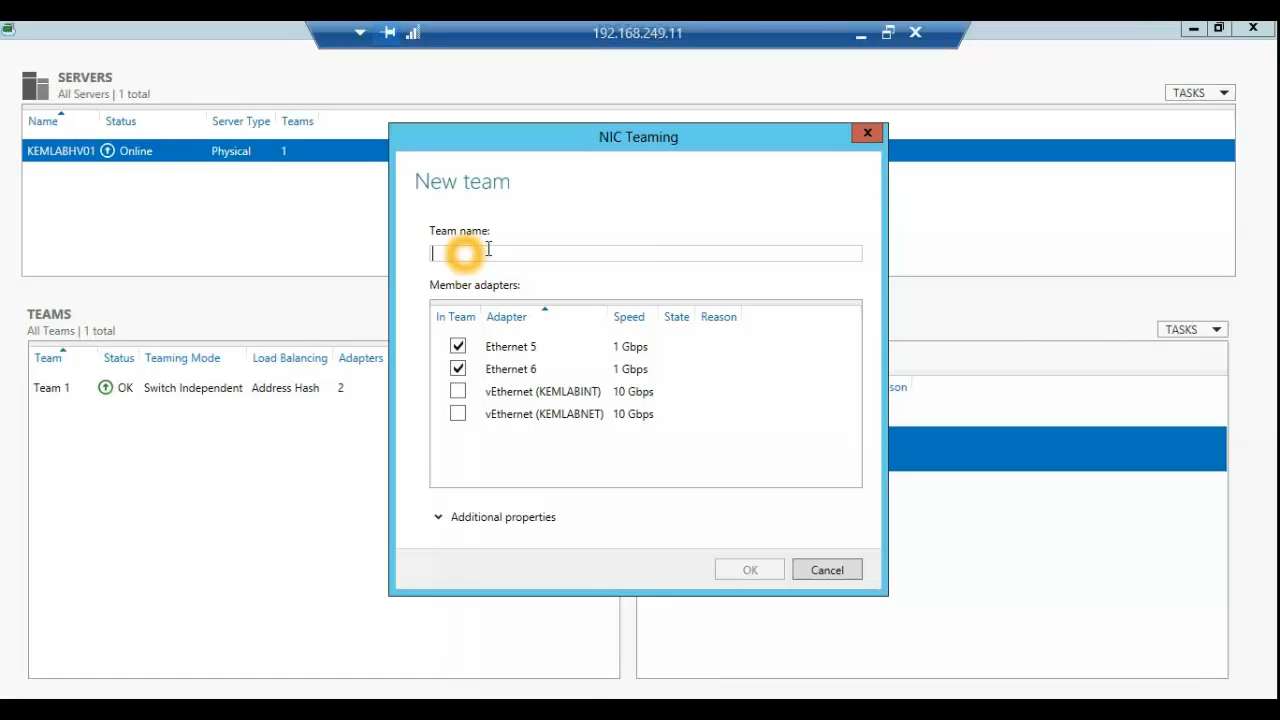 192.168.249.11
SERVERS
All Servers | 1 total
TASKS
Name Status Server Type Teams
KEMLABHV01 Online Physical 1
NIC Teaming
New team
Team name:
Member adapters:
In Team Adapter Speed State Reason
Ethernet 5 1 Gbps
Ethernet 6 1 Gbps
vEthernet (KEMLABINT) 10 Gbps
vEthernet (KEMLABNET) 10 Gbps
Additional properties
OK Cancel
TEAMS
All Teams | 1 total
TASKS
Team Status Teaming Mode Load Balancing Adapters
Team 1 OK Switch Independent Address Hash 2
son